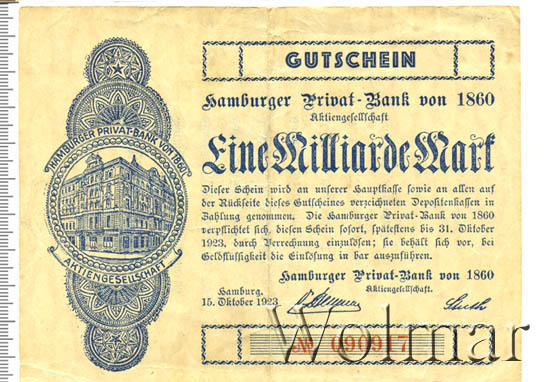 GUTSCHEIN
Hamburger Privat-Bank von 1860
Aktiengesellschaft
Eine Milliarde Mark
Dieser Schein wird an unserer Hauptkasse sowie an allen auf
der Rückseite dieses Gutscheines verzeichneten Depositenkassen in
Zahlung genommen. Die Hamburger Privat-Bank von 1860
verpflichtet sich, diesen Schein sofort, spätestens bis 31. Oktober
1923, durch Verrechnung einzulösen; sie behält sich vor, bei
Geldflüssigkeit die Einlösung in bar auszuführen.
Hamburger Privat-Bank von 1860
Aktiengesellschaft.
Hamburg,
15. Oktober 1923.
№ 090917
HAMBURGER PRIVAT-BANK VON 1860
AKTIENGESELLSCHAFT
Wolmar